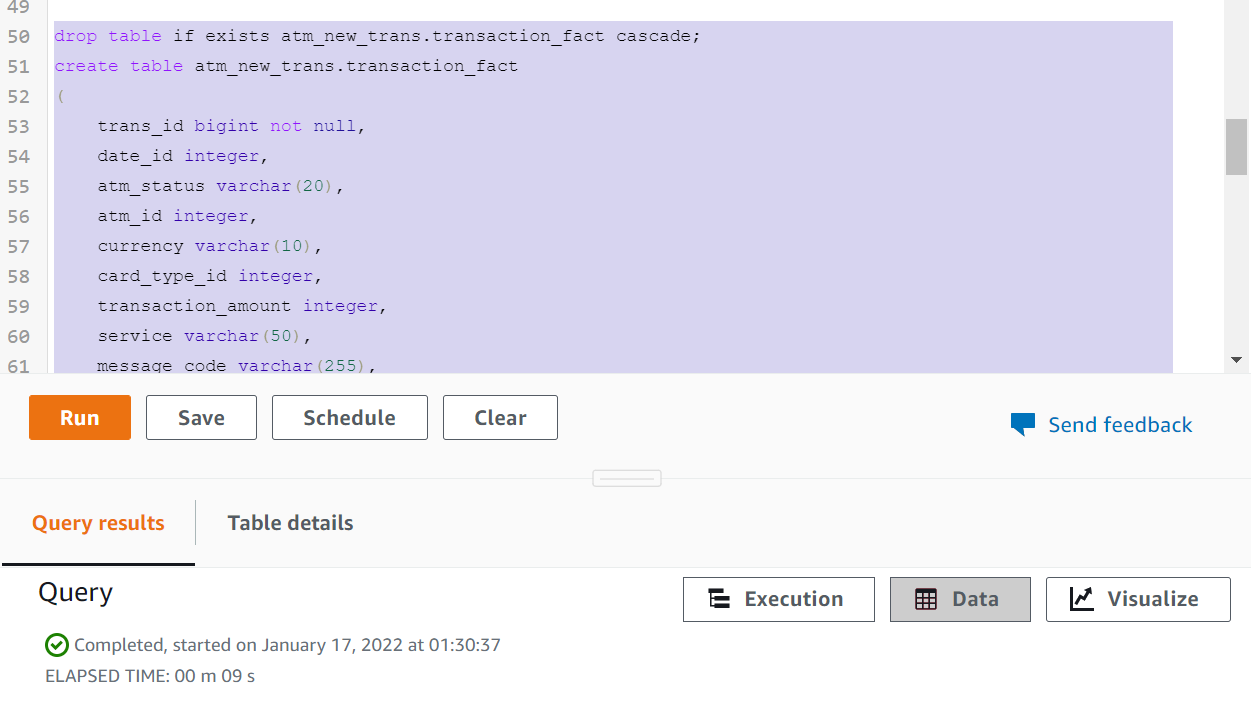 49
50 drop table if exists atm_new_trans.transaction_fact cascade;
51 create table atm_new_trans.transaction_fact
52 (
53 trans_id bigint not null,
54 date_id integer,
55 atm_status varchar(20),
56 atm_id integer,
57 currency varchar(10),
58 card_type_id integer,
59 transaction_amount integer,
60 service varchar(50),
61 message_code varchar(255),
Run Save Schedule Clear Send feedback
Query results Table details
Query Execution Data Visualize
Completed, started on January 17, 2022 at 01:30:37
ELAPSED TIME: 00 m 09 s